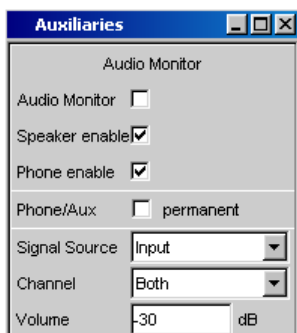 Auxiliaries
Audio Monitor
Audio Monitor
Speaker enable
Phone enable
Phone/Aux permanent
Signal Source Input
Channel Both
Volume -30 dB